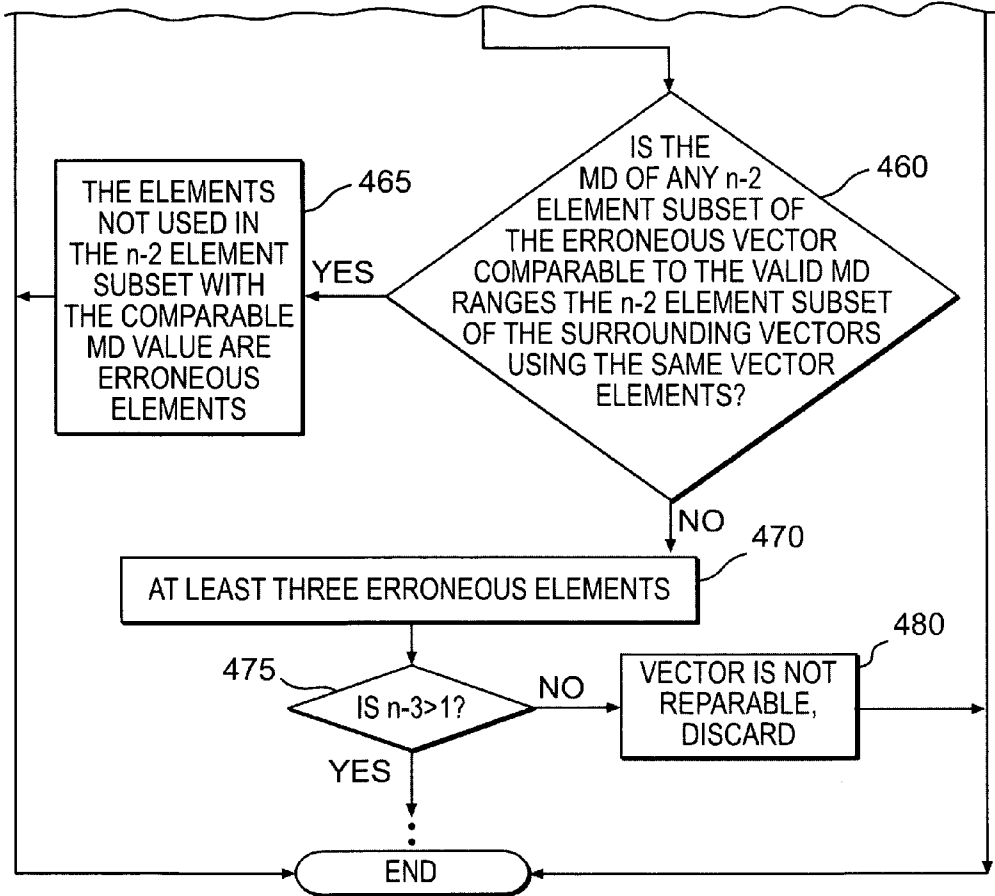 IS THE
MD OF ANY n-2
ELEMENT SUBSET OF
THE ERRONEOUS VECTOR
COMPARABLE TO THE VALID MD
RANGES THE n-2 ELEMENT SUBSET
OF THE SURROUNDING VECTORS
USING THE SAME VECTOR
ELEMENTS?
460
YES
THE ELEMENTS
NOT USED IN
THE n-2 ELEMENT
SUBSET WITH
THE COMPARABLE
MD VALUE ARE
ERRONEOUS
ELEMENTS
465
NO
AT LEAST THREE ERRONEOUS ELEMENTS
470
IS n-3>1?
475
NO
VECTOR IS NOT
REPARABLE,
DISCARD
480
YES
END